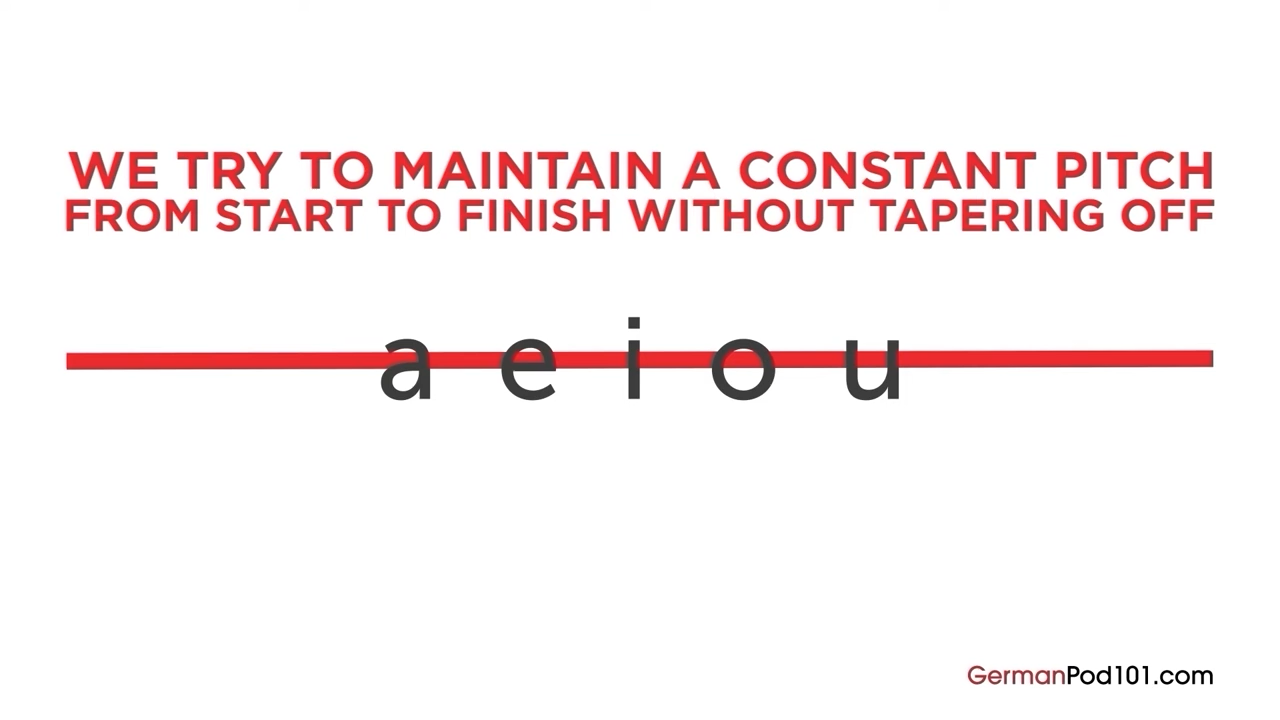 WE TRY TO MAINTAIN A CONSTANT PITCH
FROM START TO FINISH WITHOUT TAPERING OFF
a e i o u
GermanPod101.com